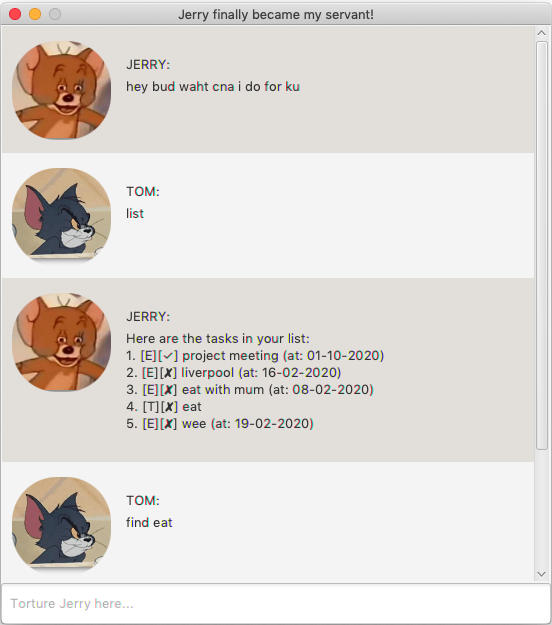 Jerry finally became my servant!
JERRY:
hey bud waht cna i do for ku
TOM:
list
JERRY:
Here are the tasks in your list:
1. [E][✓] project meeting (at: 01-10-2020)
2. [E][✗] liverpool (at: 16-02-2020)
3. [E][✗] eat with mum (at: 08-02-2020)
4. [T][✗] eat
5. [E][✗] wee (at: 19-02-2020)
TOM:
find eat
Torture Jerry here...